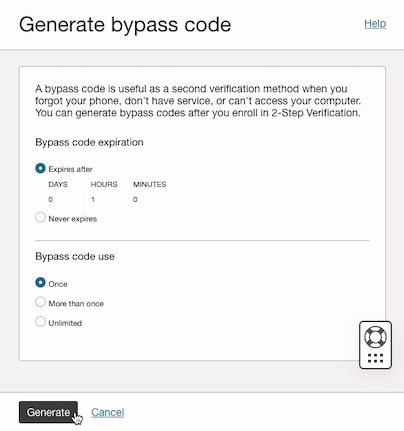 Generate bypass code
Help
A bypass code is useful as a second verification method when you
forgot your phone, don't have service, or can't access your computer.
You can generate bypass codes after you enroll in 2-Step Verification.
Bypass code expiration
Expires after
DAYS HOURS MINUTES
0 1 0
Never expires
Bypass code use
Once
More than once
Unlimited
Generate Cancel